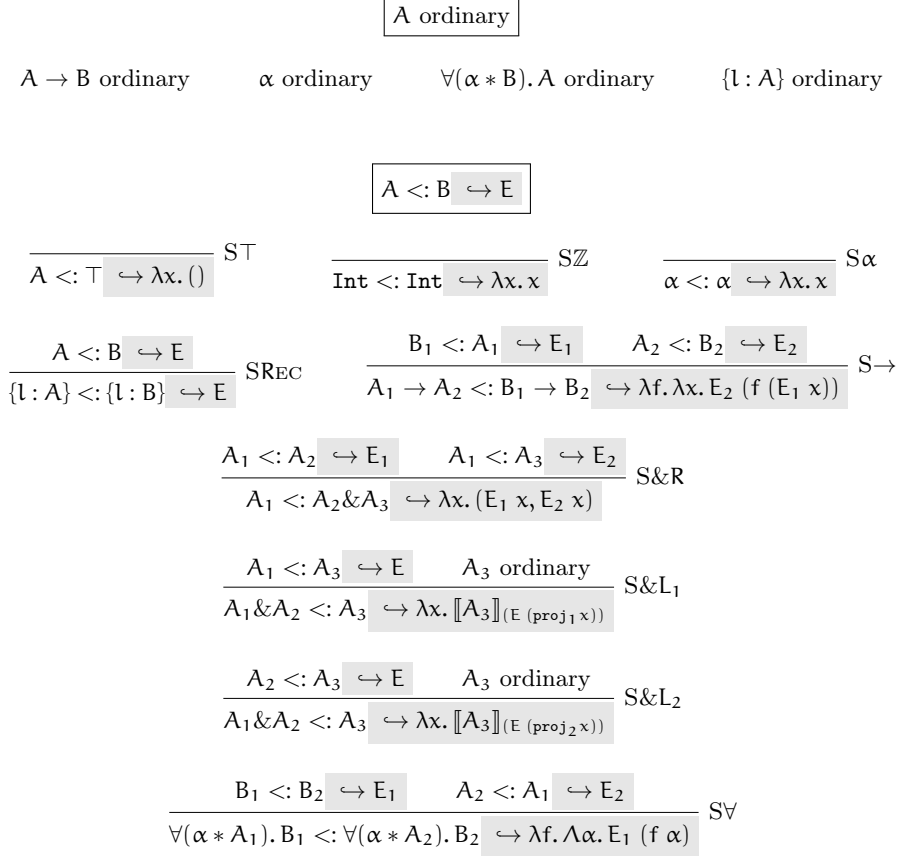 A ordinary
A → B ordinary α ordinary ∀(α ∗ B). A ordinary {l : A} ordinary
A <: B ↪ E
A <: ⊤ ↪ λx. () S⊤ Int <: Int ↪ λx. x Sℤ α <: α ↪ λx. x Sα
A <: B ↪ E B₁ <: A₁ ↪ E₁ A₂ <: B₂ ↪ E₂
{l : A} <: {l : B} ↪ E SREC A₁ → A₂ <: B₁ → B₂ ↪ λf. λx. E₂ (f (E₁ x)) S→
A₁ <: A₂ ↪ E₁ A₁ <: A₃ ↪ E₂
A₁ <: A₂&A₃ ↪ λx. (E₁ x, E₂ x) S&R
A₁ <: A₃ ↪ E A₃ ordinary
A₁&A₂ <: A₃ ↪ λx. ⟦A₃⟧(E (proj₁ x)) S&L₁
A₂ <: A₃ ↪ E A₃ ordinary
A₁&A₂ <: A₃ ↪ λx. ⟦A₃⟧(E (proj₂ x)) S&L₂
B₁ <: B₂ ↪ E₁ A₂ <: A₁ ↪ E₂
∀(α ∗ A₁). B₁ <: ∀(α ∗ A₂). B₂ ↪ λf. Λα. E₁ (f α) S∀